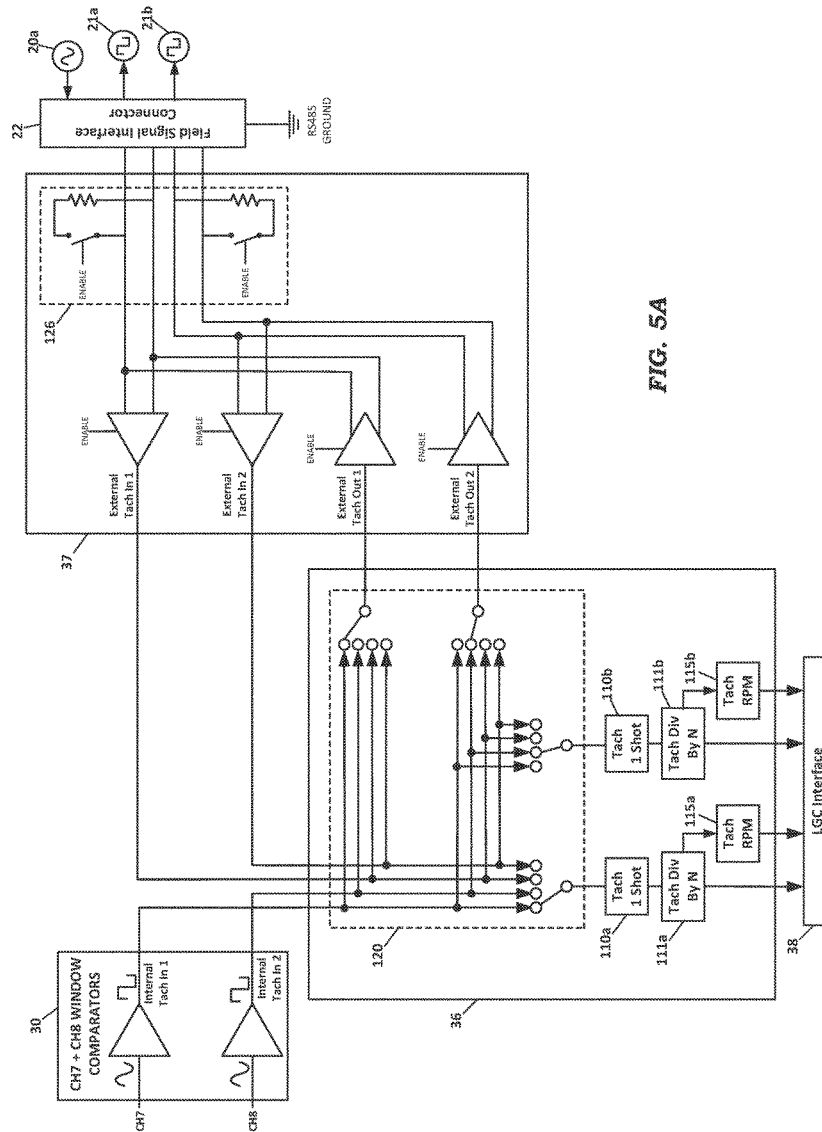 20a
21a
21b
22
Field Signal Interface
Connector
RS485
GROUND
126
ENABLE
ENABLE
ENABLE
ENABLE
ENABLE
ENABLE
External
Tach In 1
External
Tach In 2
External
Tach Out 1
External
Tach Out 2
37
FIG. 5A
30
CH7 + CH8 WINDOW
COMPARATORS
Internal
Tach In 1
Internal
Tach In 2
CH7
CH8
120
36
110a
Tach
1 Shot
110b
Tach
1 Shot
111a
Tach Div
By N
111b
Tach Div
By N
115a
Tach
RPM
115b
Tach
RPM
38
LGC Interface